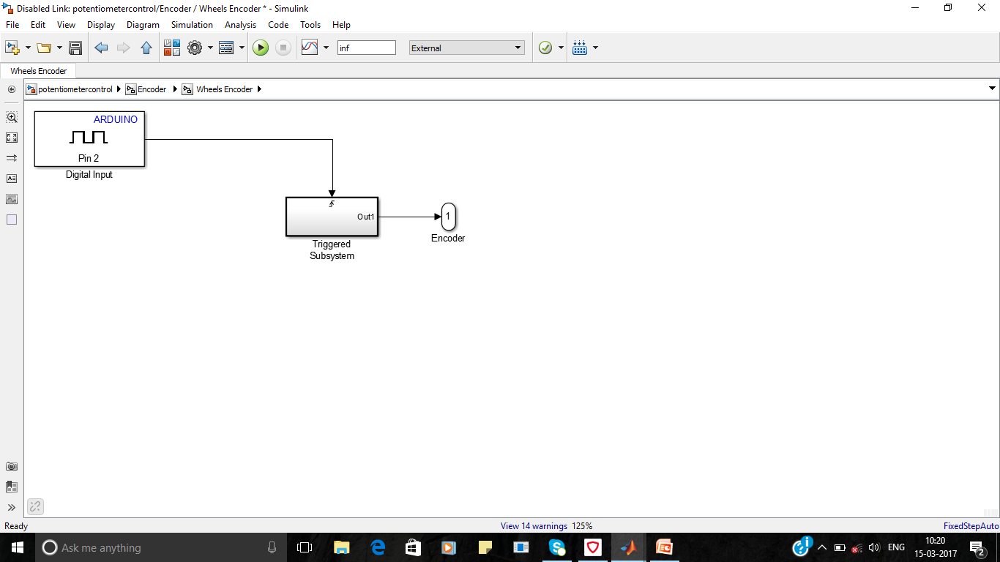 Disabled Link: potentiometercontrol/Encoder / Wheels Encoder * - Simulink
File Edit View Display Diagram Simulation Analysis Code Tools Help
inf External
Wheels Encoder
potentiometercontrol Encoder Wheels Encoder
ARDUINO
Pin 2
Digital Input
Out1
1
Triggered
Subsystem
Encoder
Ready View 14 warnings 125% FixedStepAuto
Ask me anything
ENG
10:20
15-03-2017
2